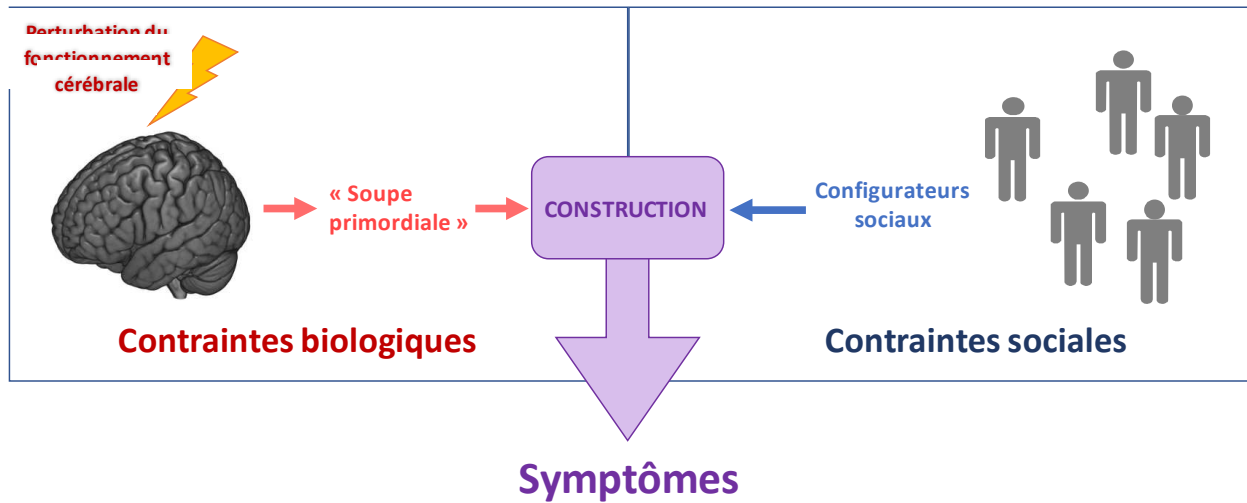 Perturbation du
fonctionnement
cérébrale
« Soupe
primordiale »
CONSTRUCTION
Configurateurs
sociaux
Contraintes biologiques
Contraintes sociales
Symptômes